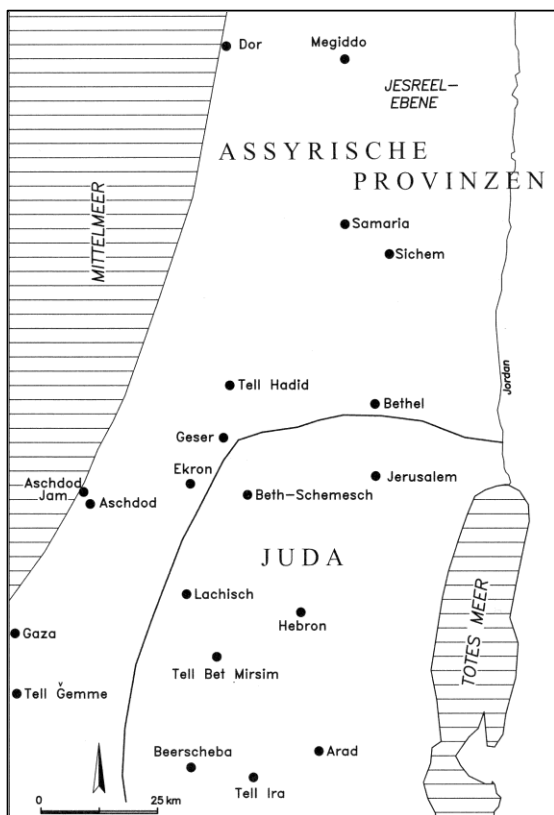 Dor
Megiddo
JESREEL-
EBENE
ASSYRISCHE
PROVINZEN
MITTELMEER
Samaria
Sichem
Jordan
Tell Hadid
Bethel
Geser
Ekron
Jerusalem
Aschdod
Jam
Aschdod
Beth-Schemesch
JUDA
Lachisch
Hebron
TOTES MEER
Gaza
Tell Bet Mirsim
Tell Ǧemme
Beerscheba
Arad
Tell Ira
0 25 km